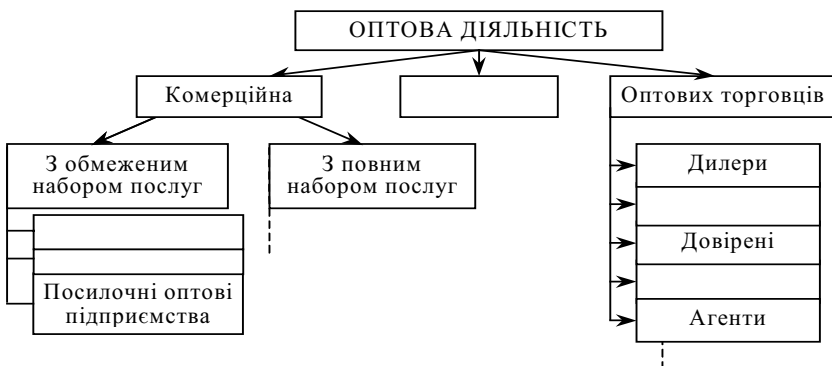 ОПТОВА ДІЯЛЬНІСТЬ
Комерційна
Оптових торговців
З обмеженим
набором послуг
З повним
набором послуг
Посилочні оптові
підприємства
Дилери
Довірені
Агенти